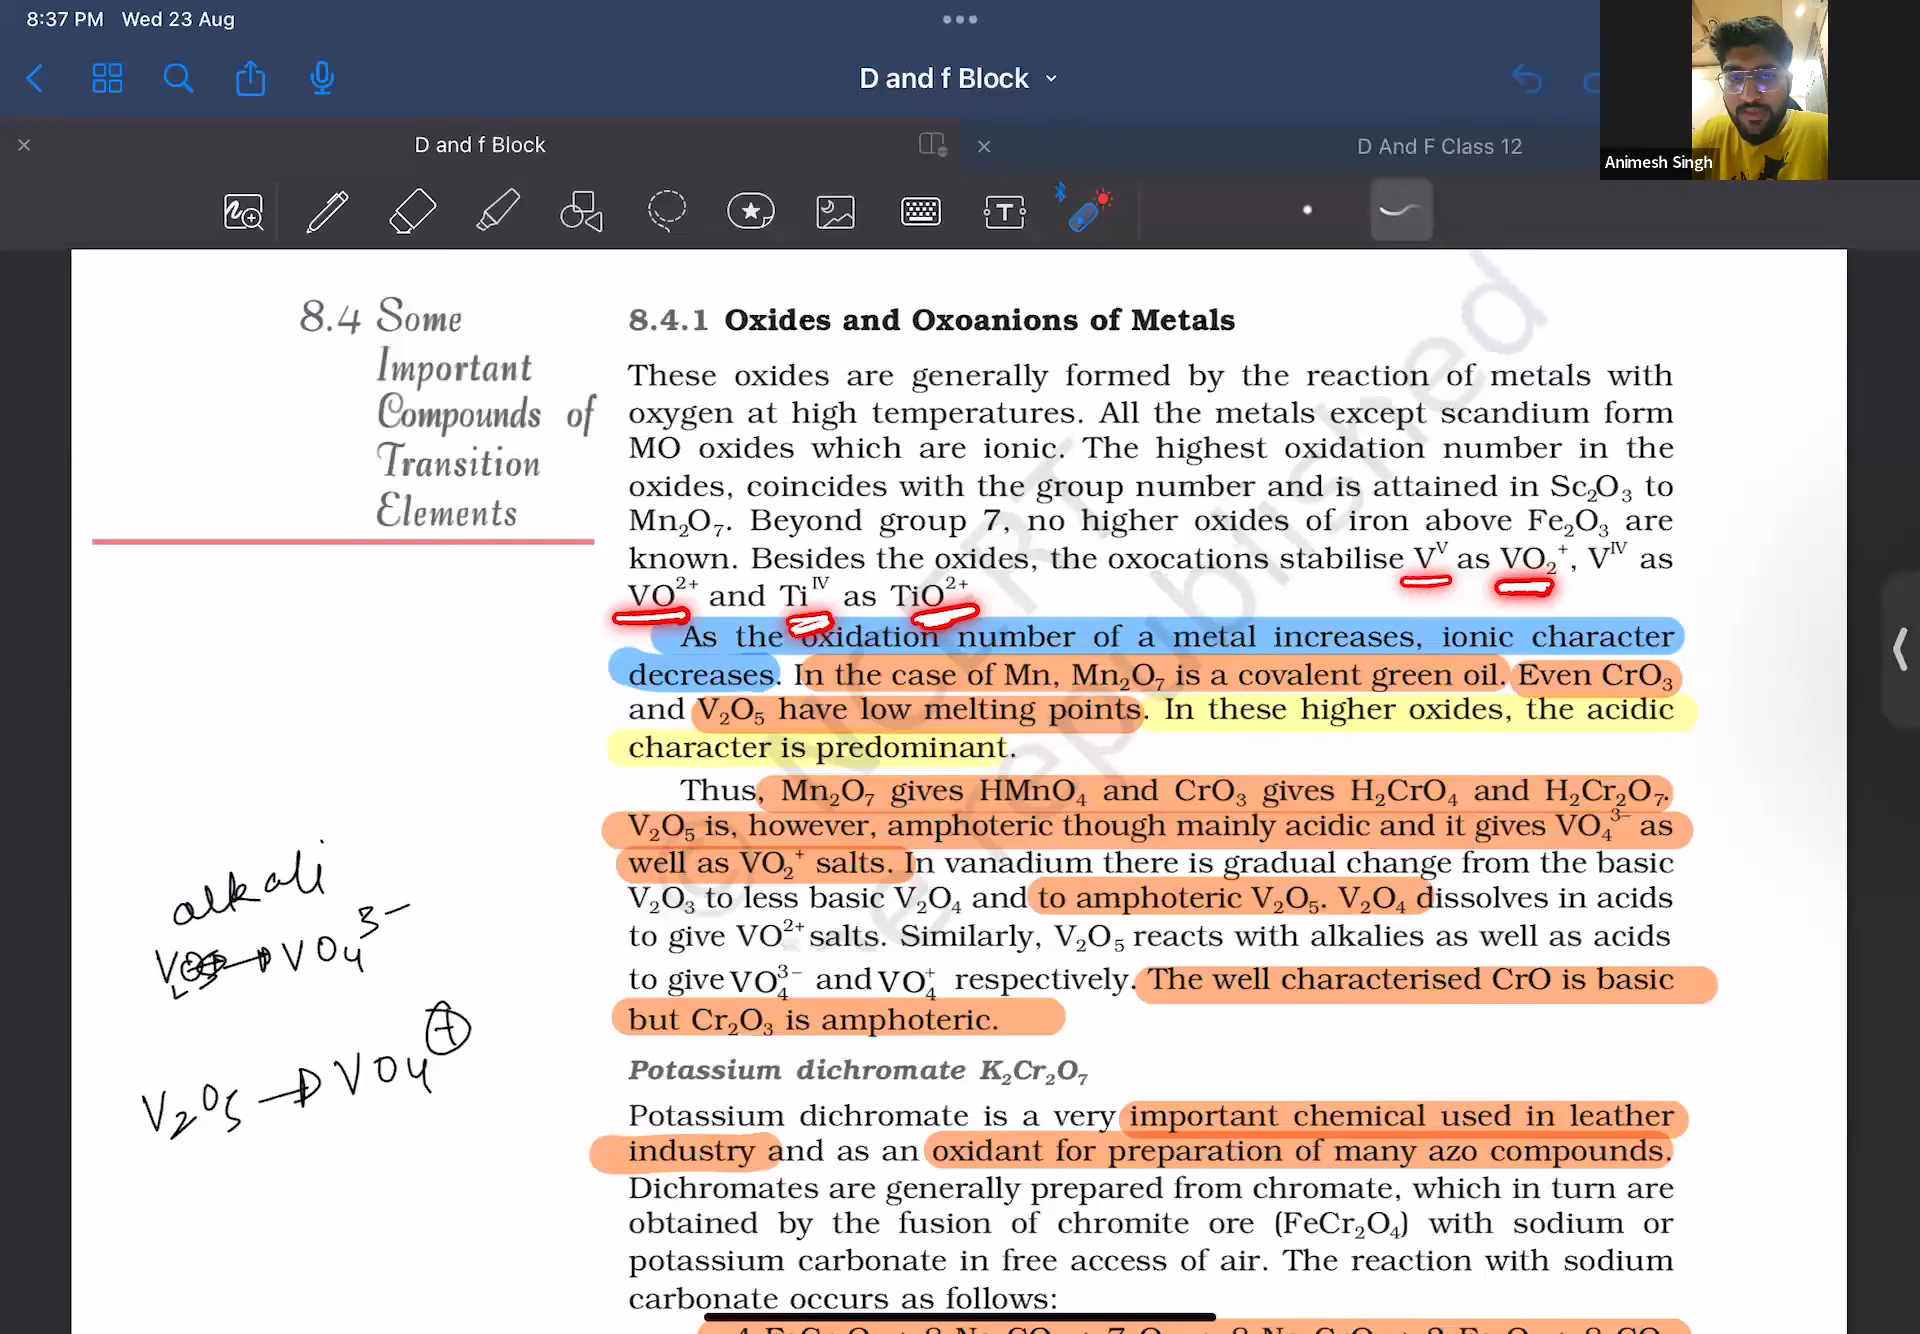 8:37 PM Wed 23 Aug
D and f Block
D and f Block
D And F Class 12
Animesh Singh
8.4 Some
Important
Compounds of
Transition
Elements
8.4.1 Oxides and Oxoanions of Metals
These oxides are generally formed by the reaction of metals with
oxygen at high temperatures. All the metals except scandium form
MO oxides which are ionic. The highest oxidation number in the
oxides, coincides with the group number and is attained in Sc₂O₃ to
Mn₂O₇. Beyond group 7, no higher oxides of iron above Fe₂O₃ are
known. Besides the oxides, the oxocations stabilise Vⱽ as VO₂⁺, Vᴵⱽ as
VO²⁺ and Tiᴵⱽ as TiO²⁺
As the oxidation number of a metal increases, ionic character
decreases. In the case of Mn, Mn₂O₇ is a covalent green oil. Even CrO₃
and V₂O₅ have low melting points. In these higher oxides, the acidic
character is predominant.
Thus, Mn₂O₇ gives HMnO₄ and CrO₃ gives H₂CrO₄ and H₂Cr₂O₇.
V₂O₅ is, however, amphoteric though mainly acidic and it gives VO₄³⁻ as
well as VO₂⁺ salts. In vanadium there is gradual change from the basic
V₂O₃ to less basic V₂O₄ and to amphoteric V₂O₅. V₂O₄ dissolves in acids
to give VO²⁺ salts. Similarly, V₂O₅ reacts with alkalies as well as acids
to give VO₄³⁻ and VO₄⁺ respectively. The well characterised CrO is basic
but Cr₂O₃ is amphoteric.
Potassium dichromate K₂Cr₂O₇
Potassium dichromate is a very important chemical used in leather
industry and as an oxidant for preparation of many azo compounds.
Dichromates are generally prepared from chromate, which in turn are
obtained by the fusion of chromite ore (FeCr₂O₄) with sodium or
potassium carbonate in free access of air. The reaction with sodium
carbonate occurs as follows:
alkali
→ VO₄³⁻
V₂O₅ → VO₄⁺
© NCERT
be republished